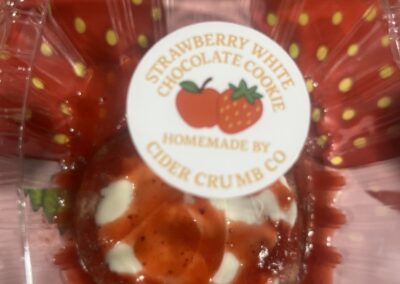 STRAWBERRY WHITE
CHOCOLATE COOKIE
HOMEMADE BY
CIDER CRUMB CO